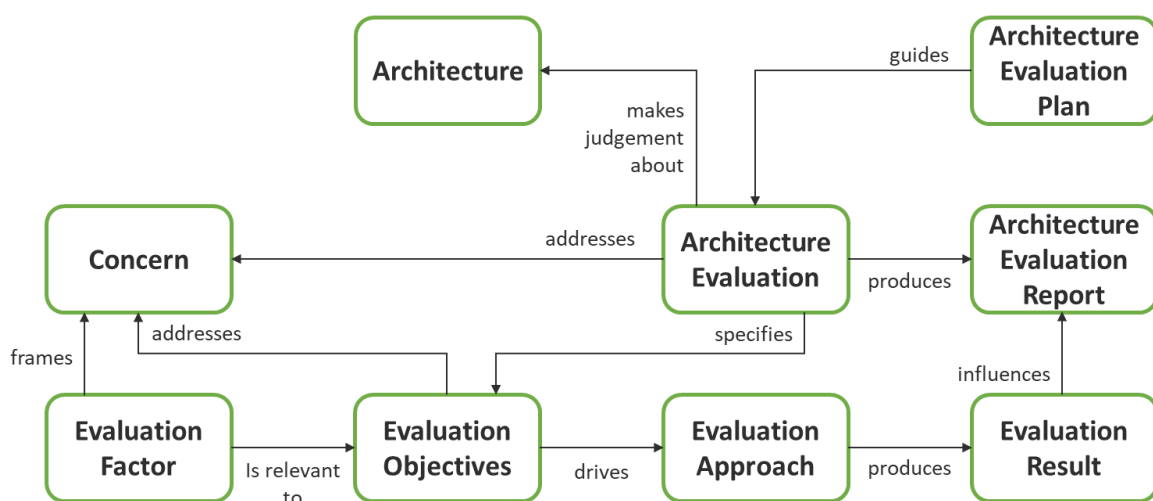 Architecture
Architecture
Evaluation
Plan
guides
makes
judgement
about
Concern
addresses
Architecture
Evaluation
produces
Architecture
Evaluation
Report
frames
addresses
specifies
influences
Evaluation
Factor
Is relevant
to
Evaluation
Objectives
drives
Evaluation
Approach
produces
Evaluation
Result